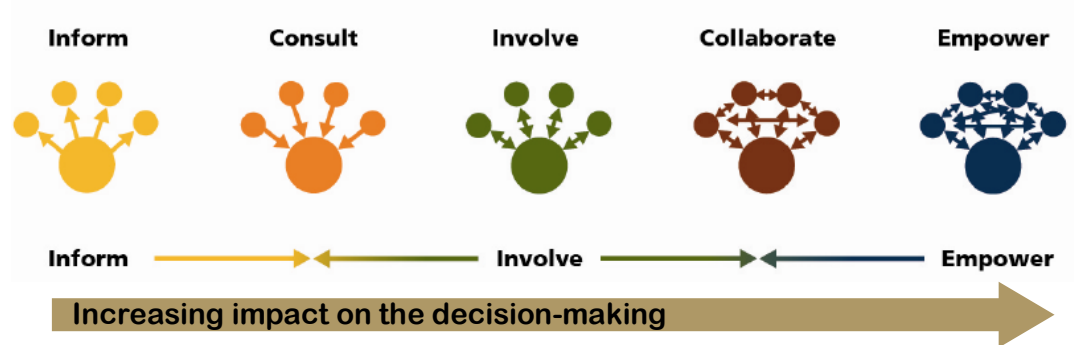 Inform Consult Involve Collaborate Empower
Inform Involve Empower
Increasing impact on the decision-making